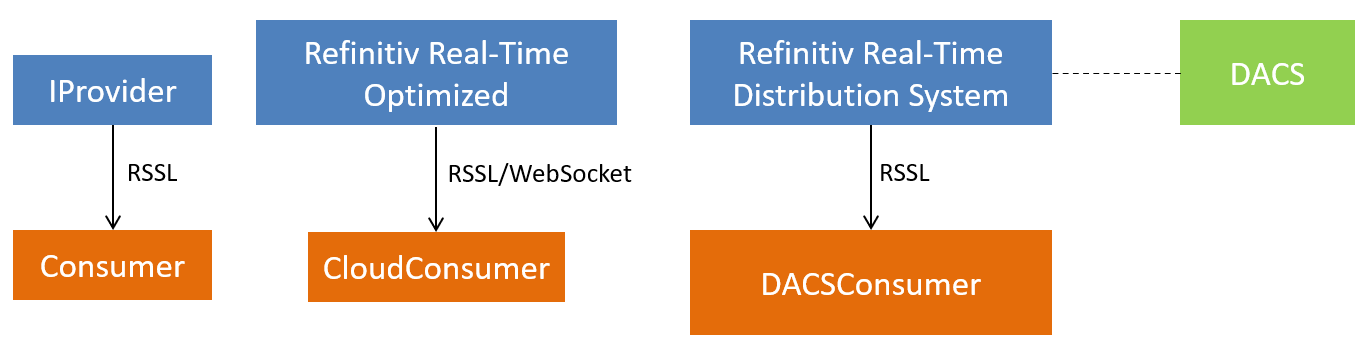 IProvider
RSSL
Consumer
Refinitiv Real-Time
Optimized
RSSL/WebSocket
CloudConsumer
Refinitiv Real-Time
Distribution System
RSSL
DACSConsumer
DACS